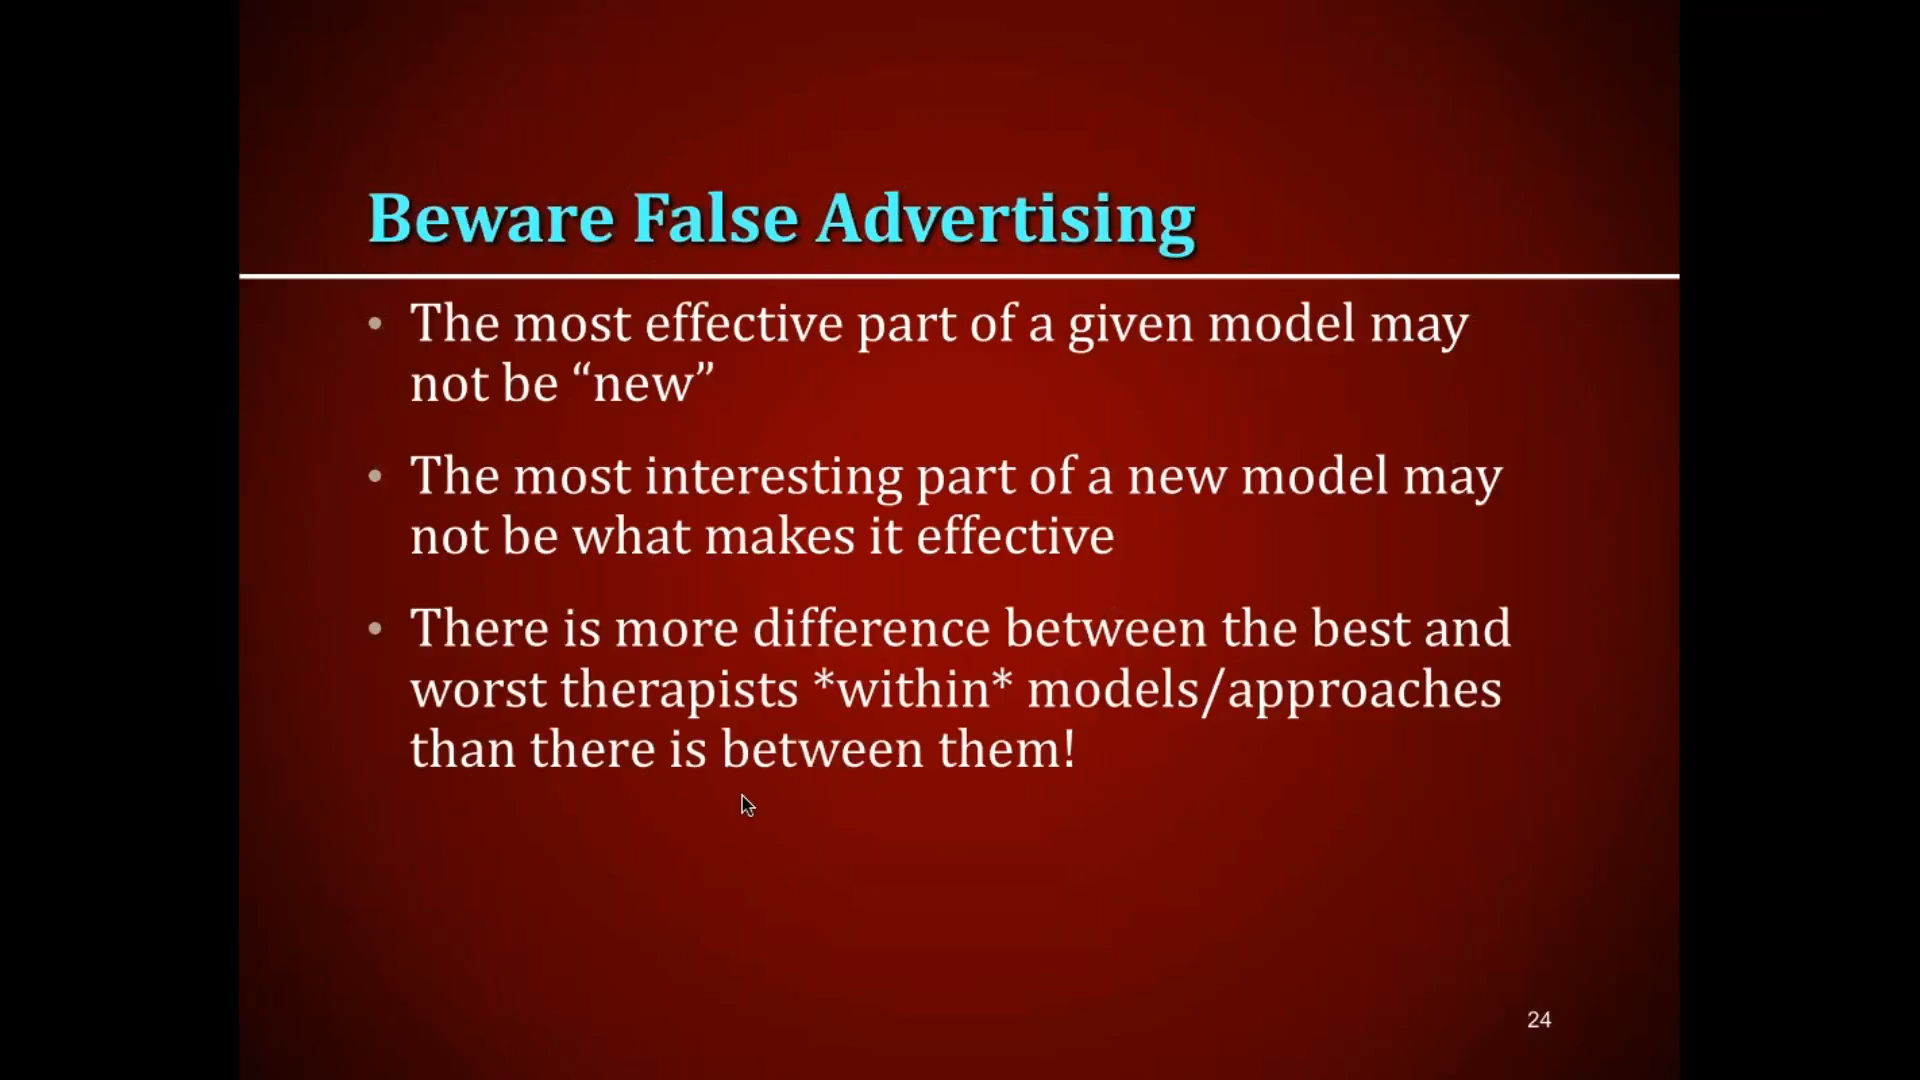 Beware False Advertising
• The most effective part of a given model may
not be “new”
• The most interesting part of a new model may
not be what makes it effective
• There is more difference between the best and
worst therapists *within* models/approaches
than there is between them!
24